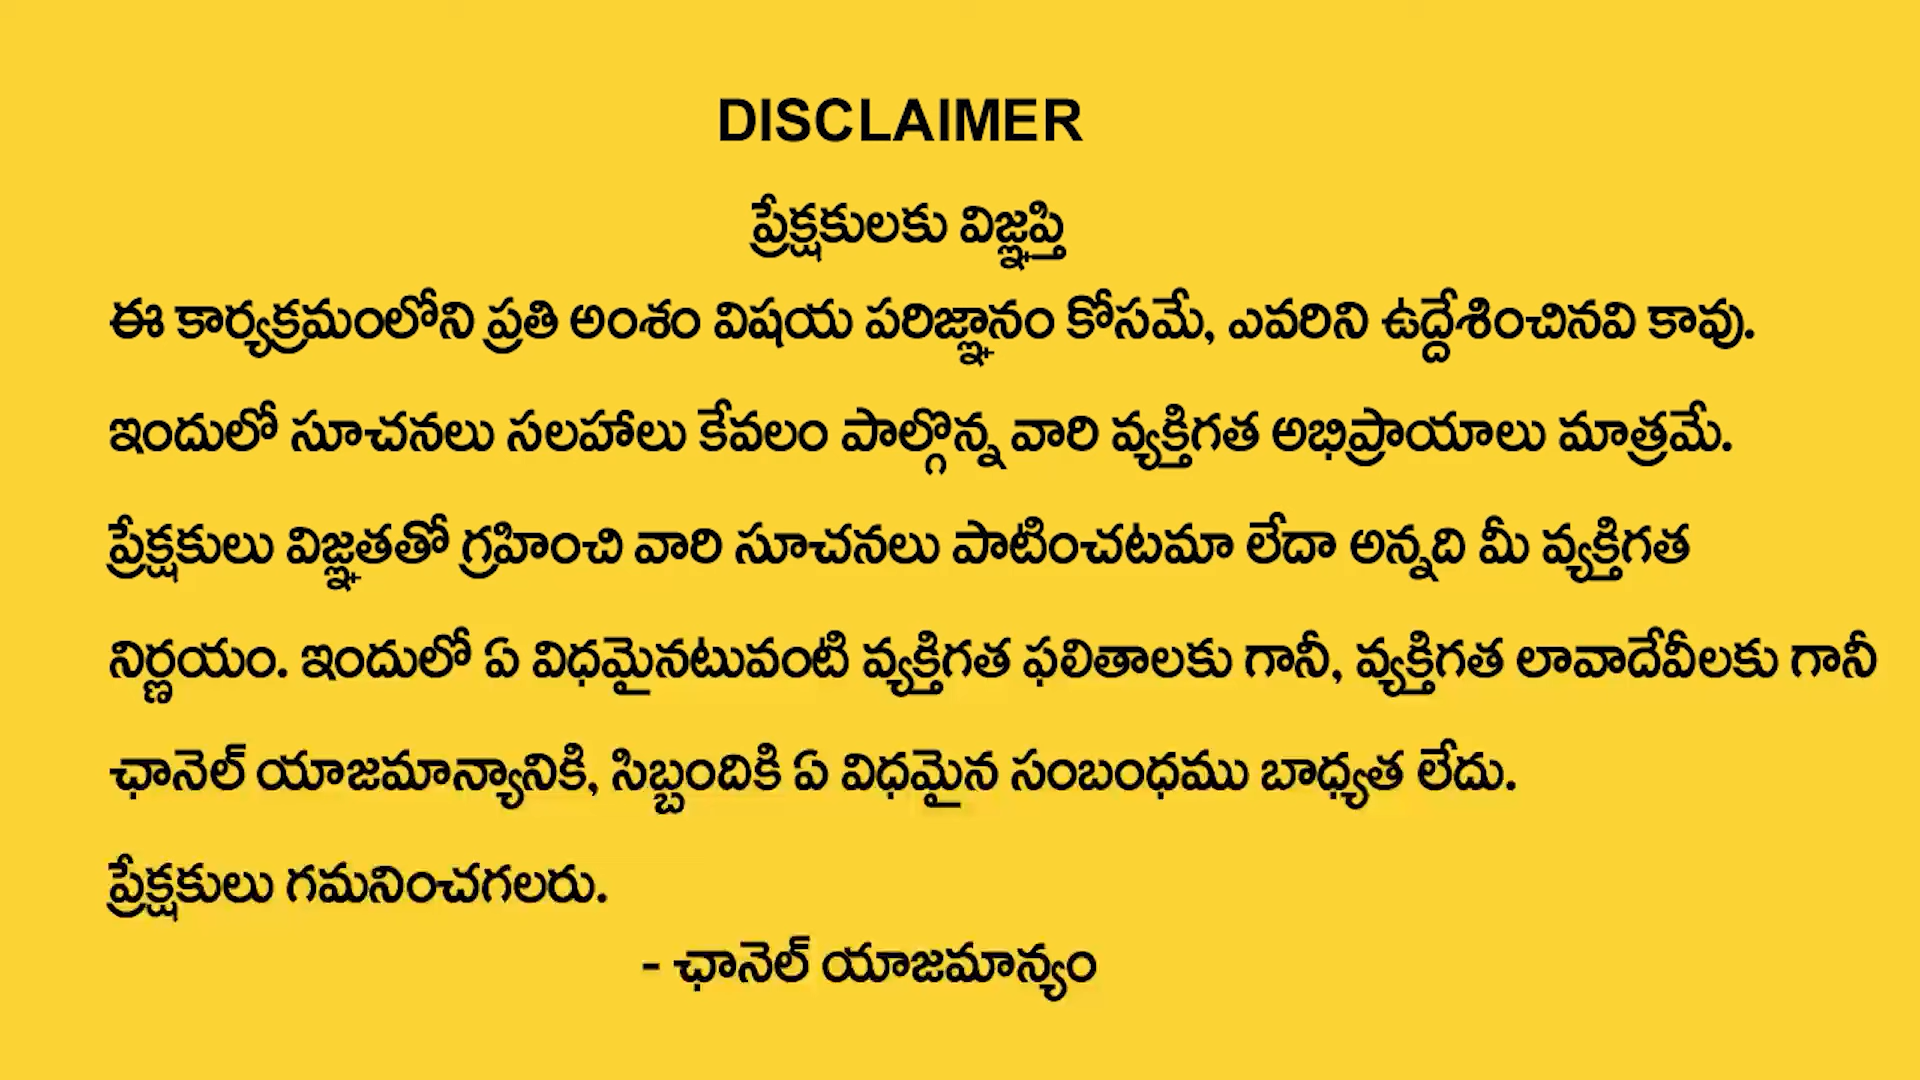 DISCLAIMER
ప్రేక్షకులకు విజ్ఞప్తి
ఈ కార్యక్రమంలోని ప్రతి అంశం విషయ పరిజ్ఞానం కోసమే, ఎవరిని ఉద్దేశించినవి కావు.
ఇందులో సూచనలు సలహాలు కేవలం పాల్గొన్న వారి వ్యక్తిగత అభిప్రాయాలు మాత్రమే.
ప్రేక్షకులు విజ్ఞతతో గ్రహించి వారి సూచనలు పాటించటమా లేదా అన్నది మీ వ్యక్తిగత
నిర్ణయం. ఇందులో ఏ విధమైనటువంటి వ్యక్తిగత ఫలితాలకు గానీ, వ్యక్తిగత లావాదేవీలకు గానీ
ఛానెల్ యాజమాన్యానికి, సిబ్బందికి ఏ విధమైన సంబంధము బాధ్యత లేదు.
ప్రేక్షకులు గమనించగలరు.
- ఛానెల్ యాజమాన్యం